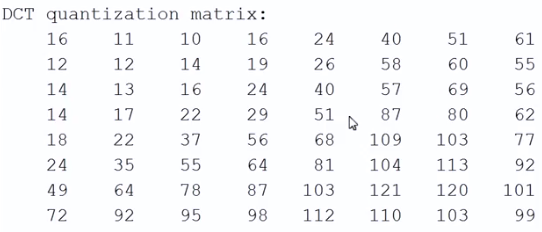 DCT quantization matrix:
16 11 10 16 24 40 51 61
12 12 14 19 26 58 60 55
14 13 16 24 40 57 69 56
14 17 22 29 51 87 80 62
18 22 37 56 68 109 103 77
24 35 55 64 81 104 113 92
49 64 78 87 103 121 120 101
72 92 95 98 112 110 103 99